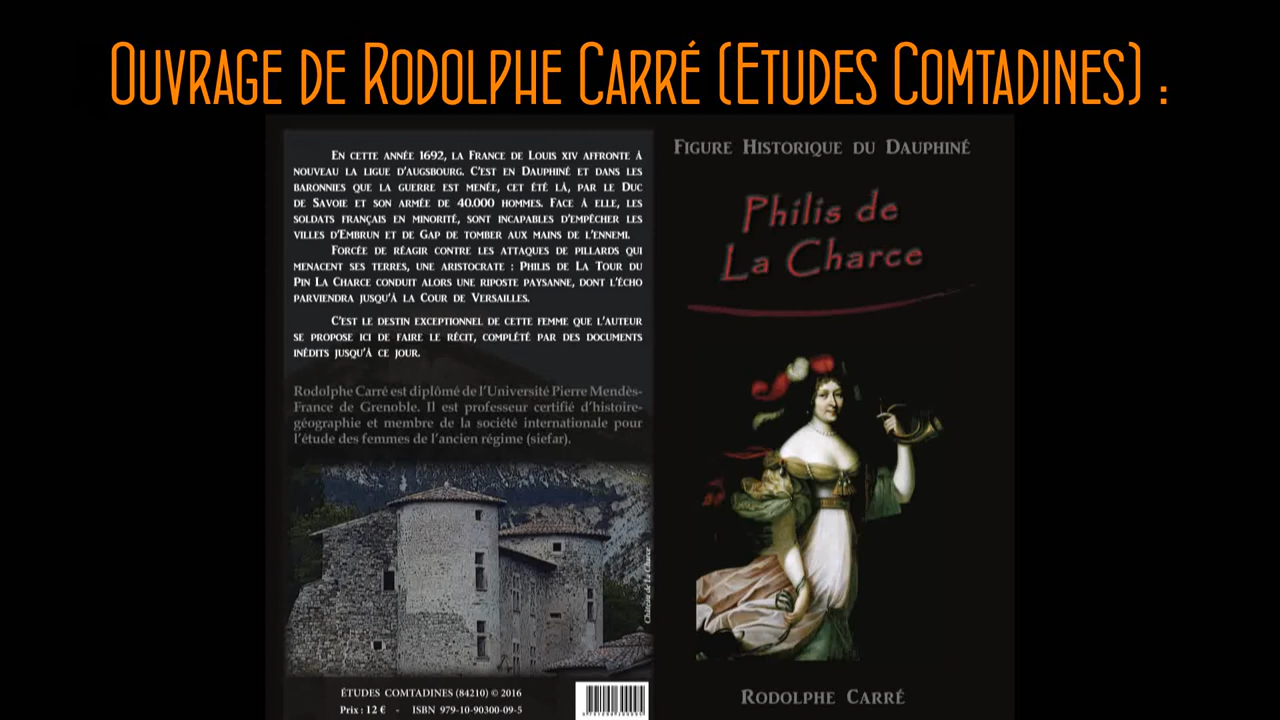 Ouvrage de Rodolphe Carré (Etudes Comtadines) :
En cette année 1692, la France de Louis xiv affronte à
nouveau la ligue d'Augsbourg. C'est en Dauphiné et dans les
baronnies que la guerre est menée, cet été là, par le Duc
de Savoie et son armée de 40.000 hommes. Face à elle, les
soldats français en minorité, sont incapables d'empêcher les
villes d'Embrun et de Gap de tomber aux mains de l'ennemi.
Forcée de réagir contre les attaques de pillards qui
menacent ses terres, une aristocrate : Philis de La Tour du
Pin La Charce conduit alors une riposte paysanne, dont l'écho
parviendra jusqu'à la Cour de Versailles.
C'est le destin exceptionnel de cette femme que l'auteur
se propose ici de faire le récit, complété par des documents
inédits jusqu'à ce jour.
Rodolphe Carré est diplômé de l'Université Pierre Mendès-
France de Grenoble. Il est professeur certifié d'histoire-
géographie et membre de la société internationale pour
l'étude des femmes de l'ancien régime (siefar).
Château de La Charce
ÉTUDES COMTADINES (84210) © 2016
Prix : 12 € - ISBN 979-10-90300-09-5
Figure Historique du Dauphiné
Philis de
La Charce
Rodolphe Carré